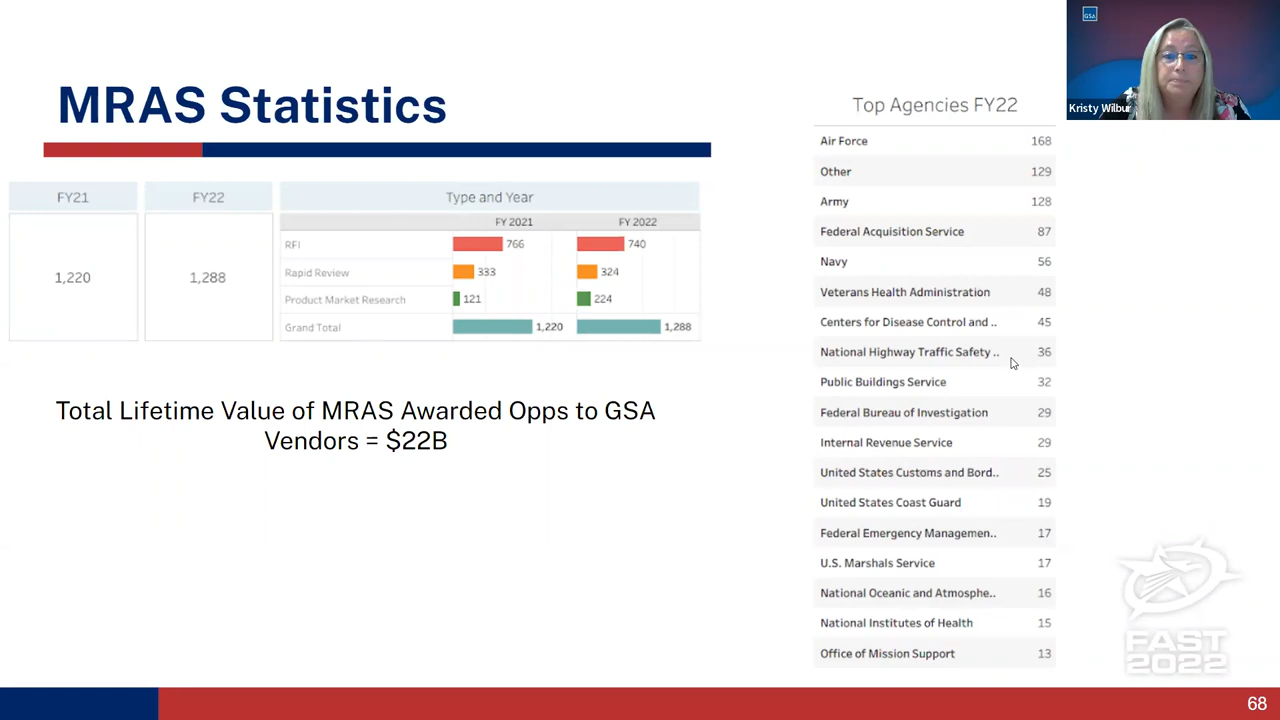 GSA
Kristy Wilbur
MRAS Statistics
FY21
FY22
1,220
1,288
Type and Year
FY 2021 FY 2022
RFI 766 740
Rapid Review 333 324
Product Market Research 121 224
Grand Total 1,220 1,288
Total Lifetime Value of MRAS Awarded Opps to GSA
Vendors = $22B
Top Agencies FY22
Air Force 168
Other 129
Army 128
Federal Acquisition Service 87
Navy 56
Veterans Health Administration 48
Centers for Disease Control and .. 45
National Highway Traffic Safety .. 36
Public Buildings Service 32
Federal Bureau of Investigation 29
Internal Revenue Service 29
United States Customs and Bord.. 25
United States Coast Guard 19
Federal Emergency Managemen.. 17
U.S. Marshals Service 17
National Oceanic and Atmosphe.. 16
National Institutes of Health 15
Office of Mission Support 13
FAST
2022
68